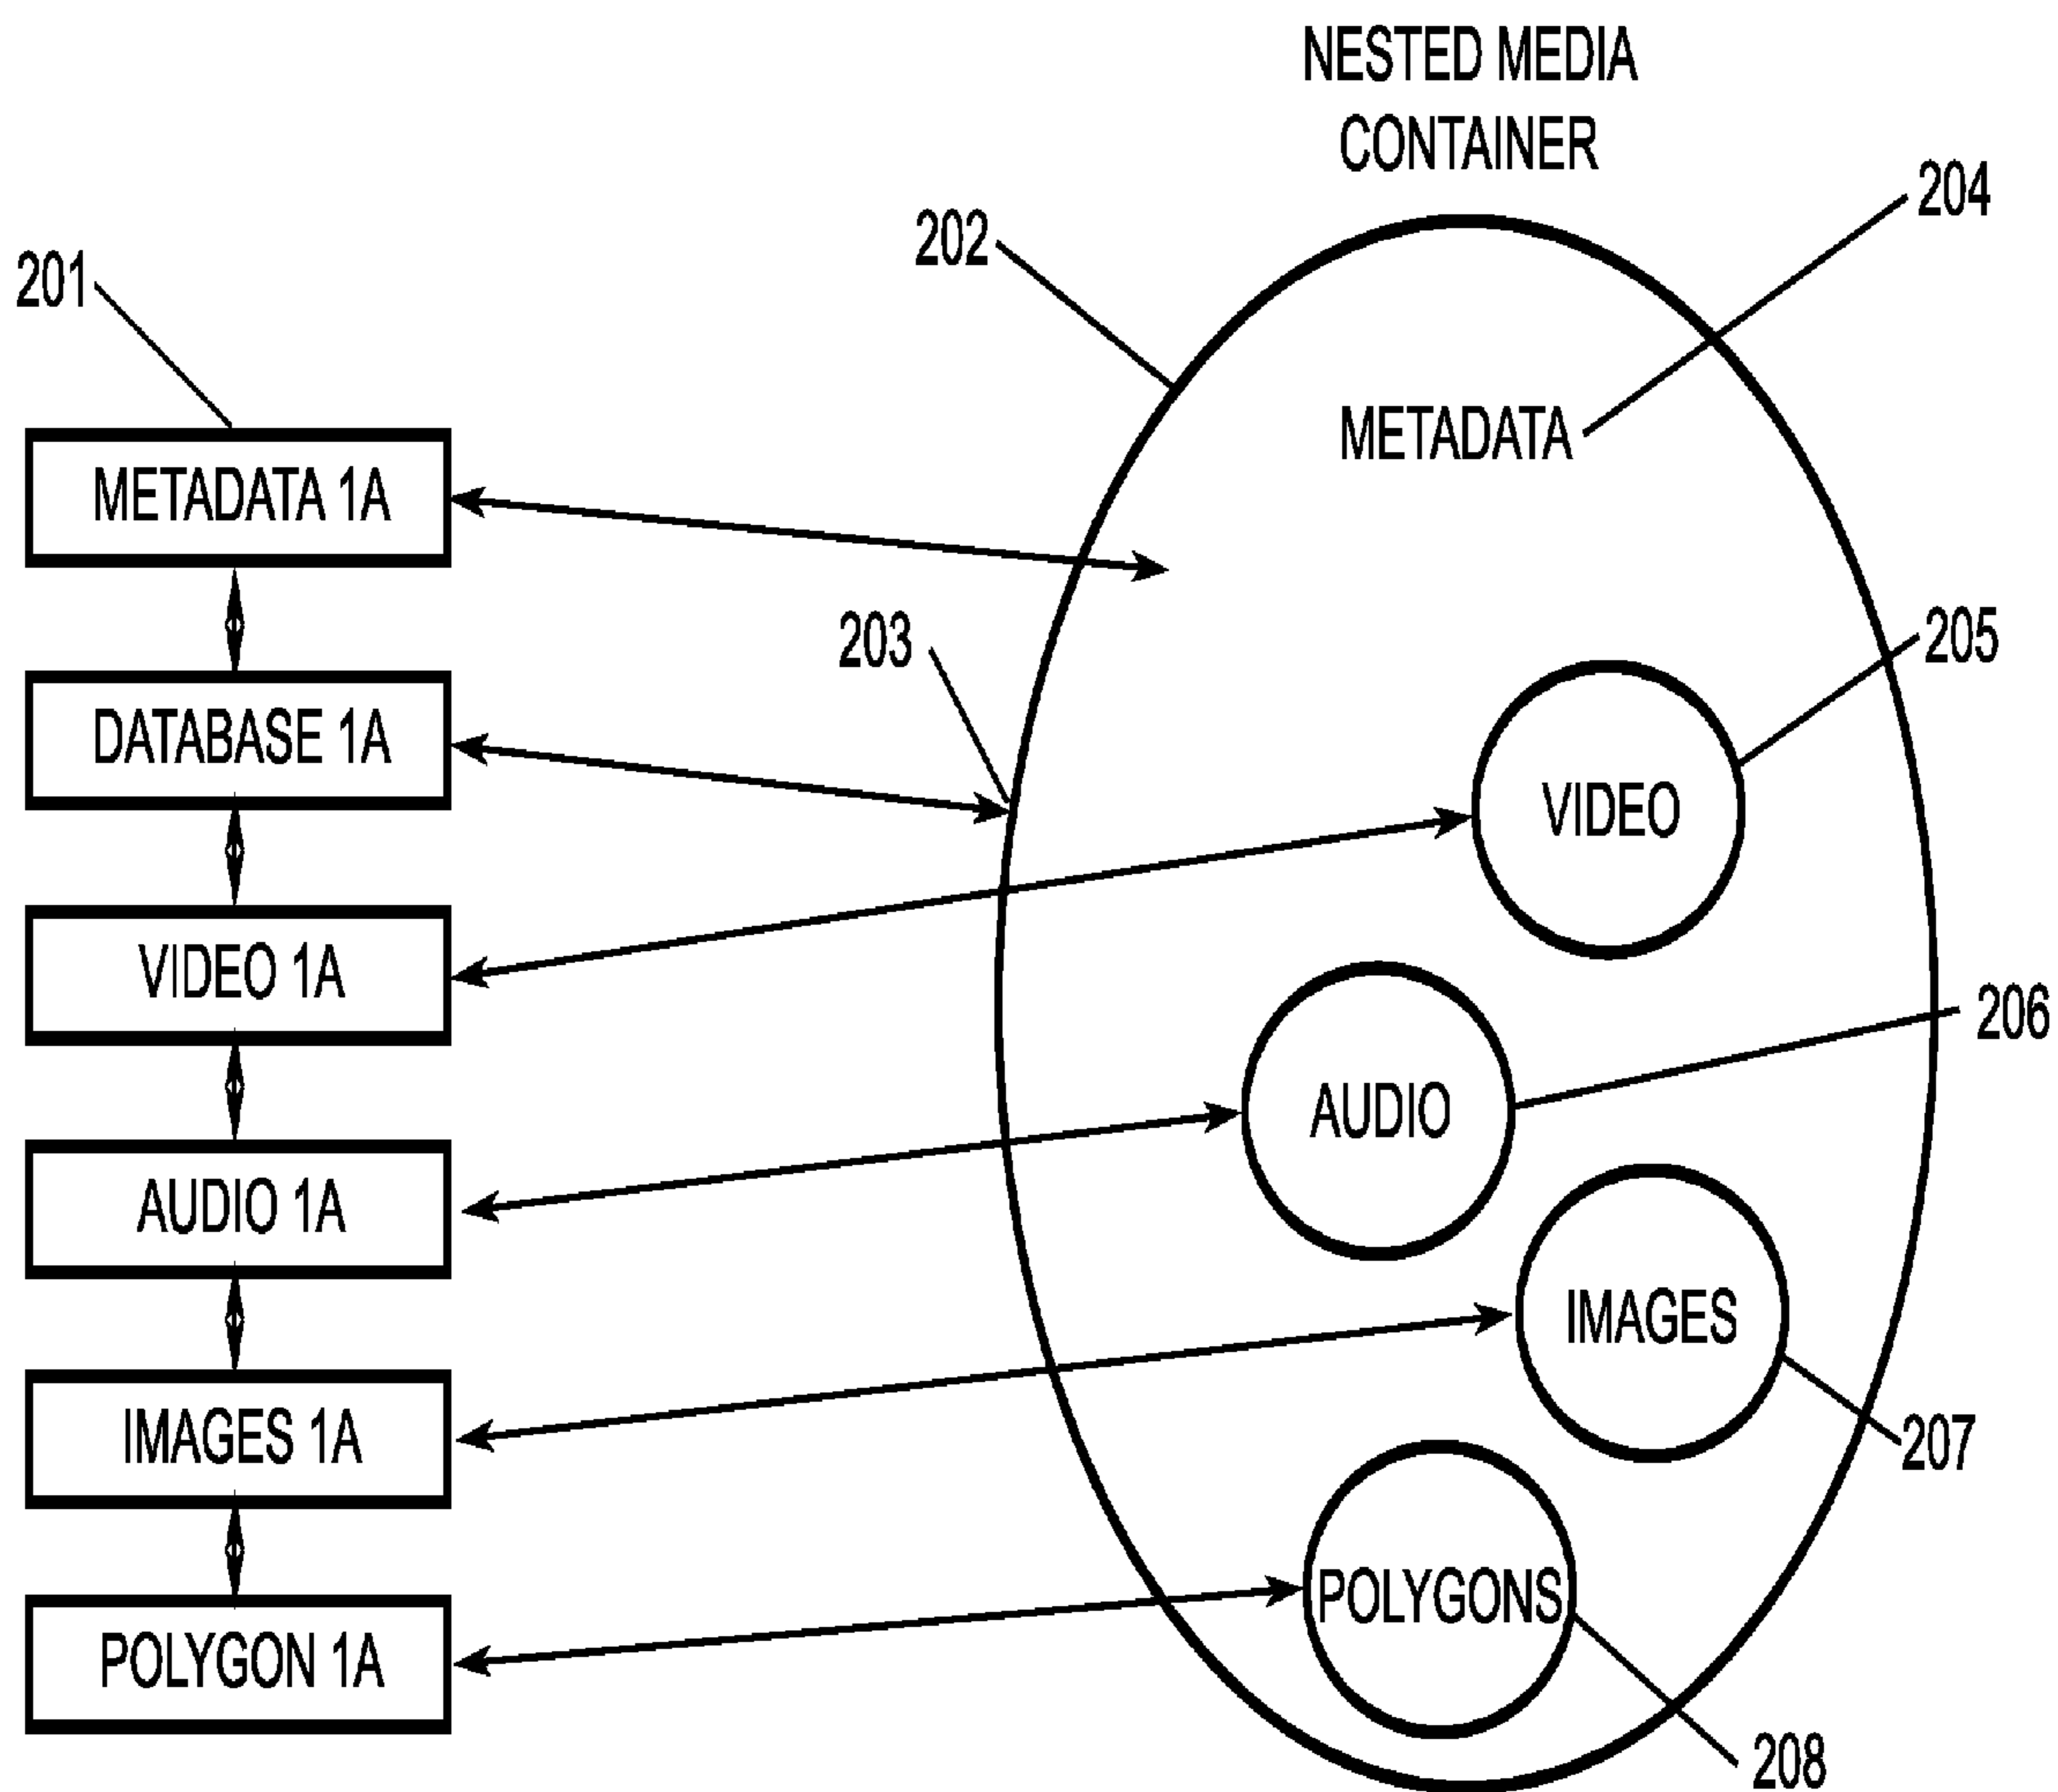 NESTED MEDIA
CONTAINER
204
202
201
METADATA
METADATA 1A
203
205
DATABASE 1A
VIDEO
VIDEO 1A
206
AUDIO
AUDIO 1A
IMAGES
IMAGES 1A
207
POLYGONS
POLYGON 1A
208